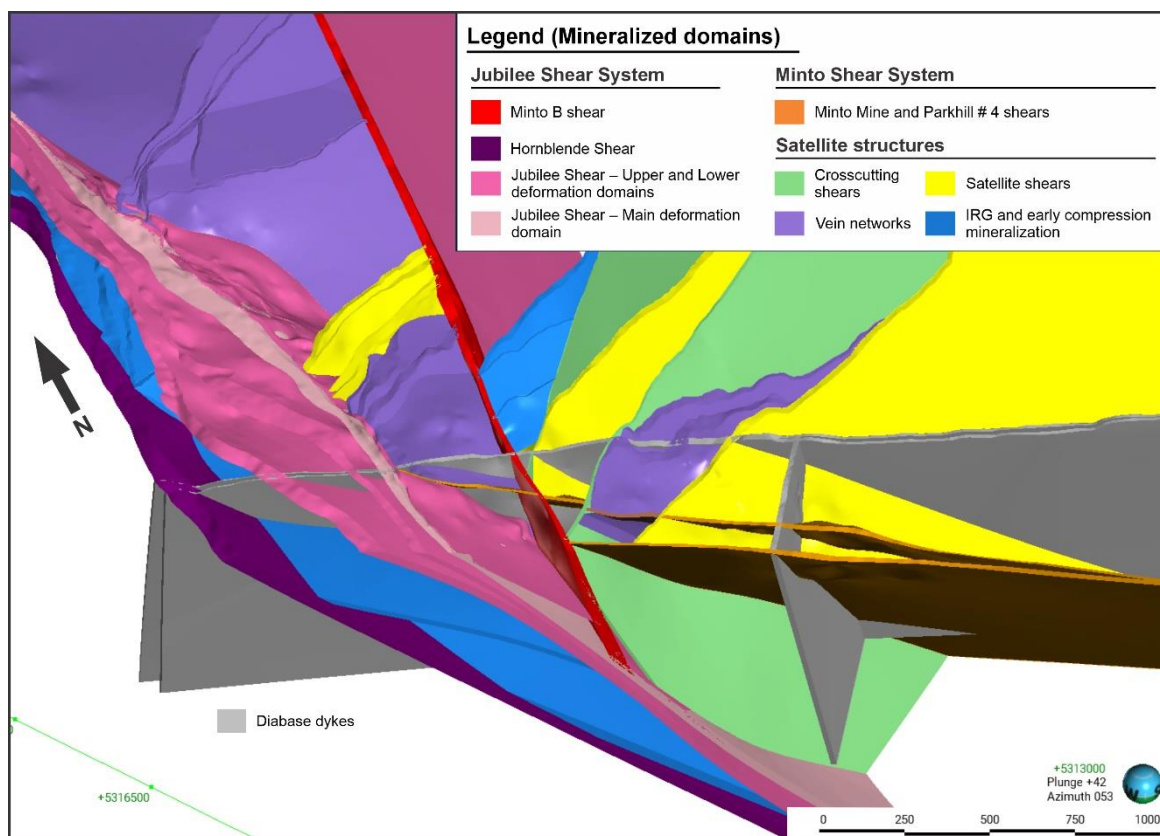 Legend (Mineralized domains)
Jubilee Shear System
Minto B shear
Hornblende Shear
Jubilee Shear – Upper and Lower
deformation domains
Jubilee Shear – Main deformation
domain
Minto Shear System
Minto Mine and Parkhill # 4 shears
Satellite structures
Crosscutting
shears
Satellite shears
Vein networks
IRG and early compression
mineralization
N
Diabase dykes
+5316500
+5313000
Plunge +42
Azimuth 053
W S
0 250 500 750 1000